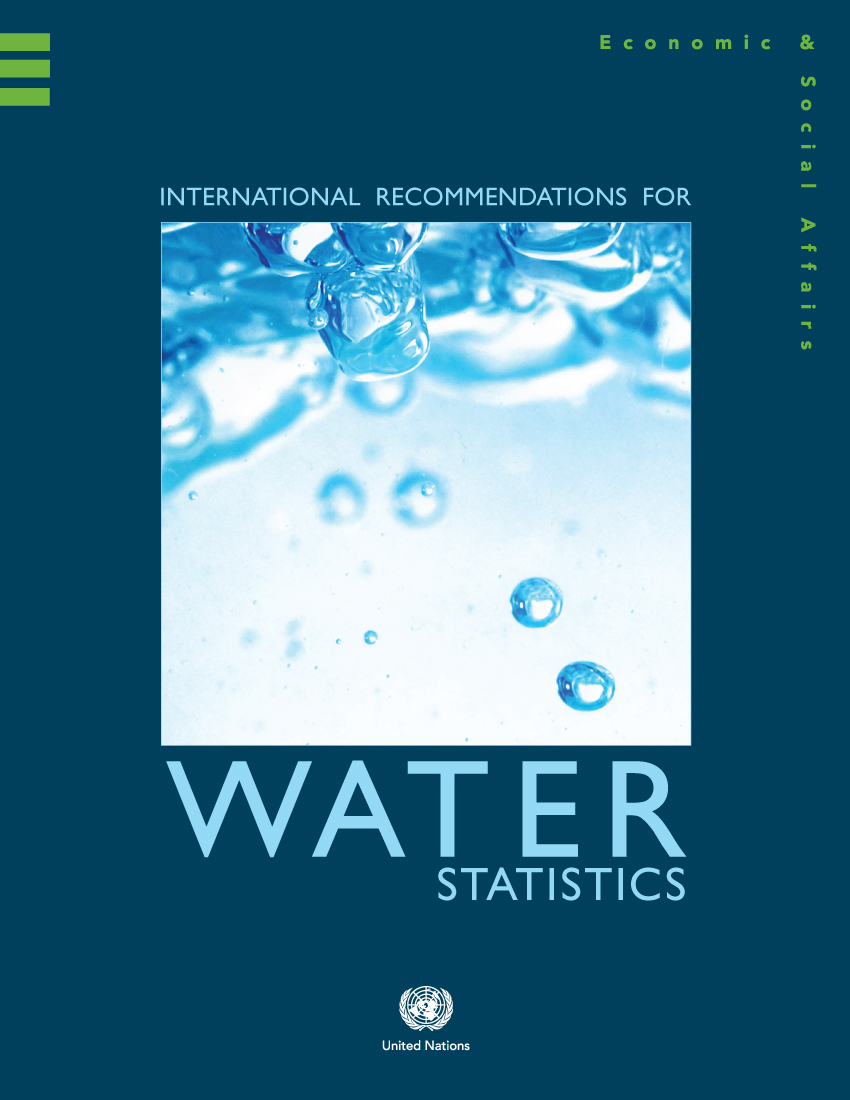 Economic &
Social Affairs
INTERNATIONAL RECOMMENDATIONS FOR
WATER
STATISTICS
United Nations